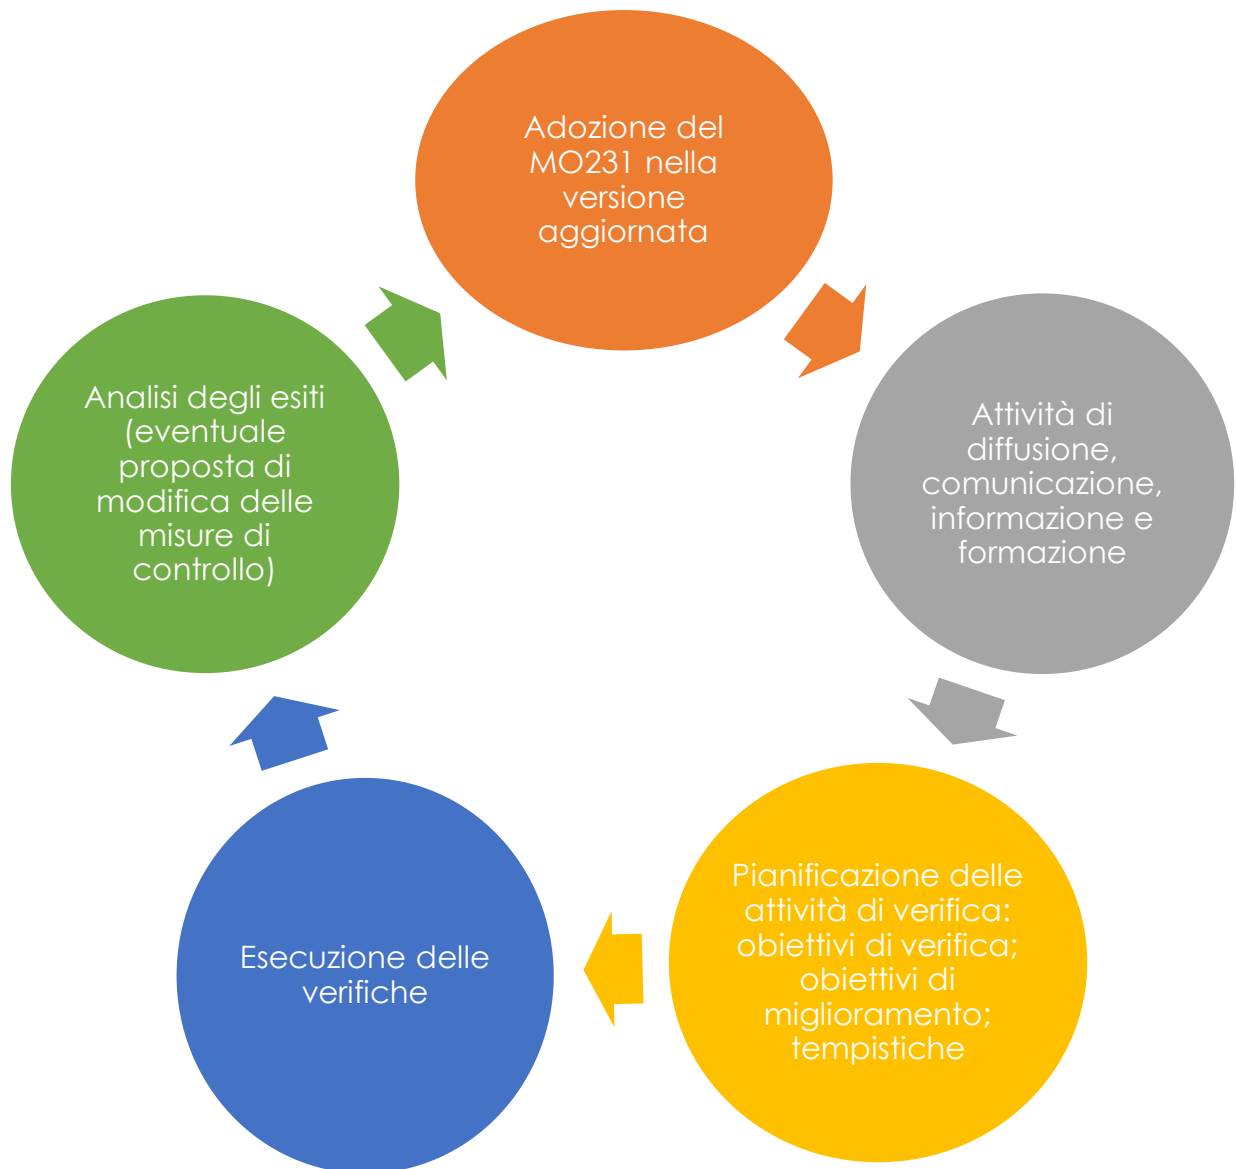 Adozione del
MO231 nella
versione
aggiornata
Attività di
diffusione,
comunicazione,
informazione e
formazione
Pianificazione delle
attività di verifica:
obiettivi di verifica;
obiettivi di
miglioramento;
tempistiche
Esecuzione delle
verifiche
Analisi degli esiti
(eventuale
proposta di
modifica delle
misure di
controllo)